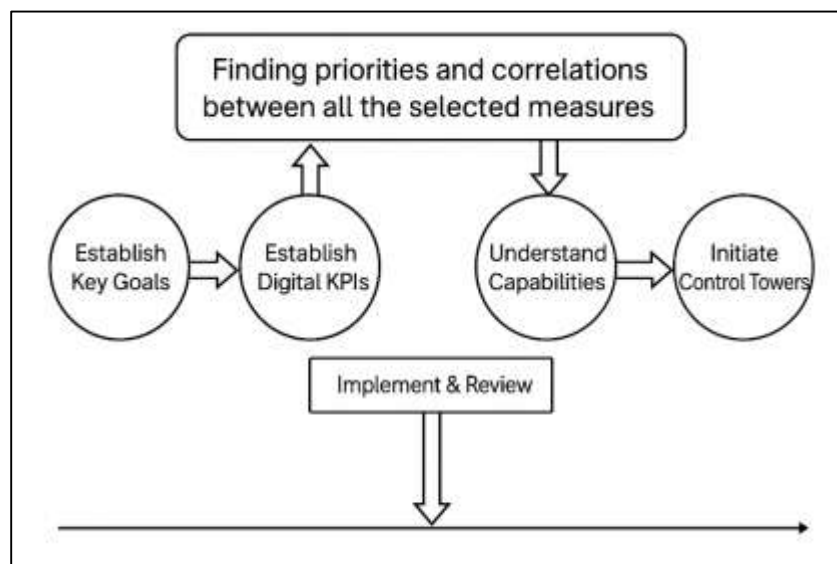 Finding priorities and correlations
between all the selected measures
Establish
Key Goals
Establish
Digital KPIs
Understand
Capabilities
Initiate
Control Towers
Implement & Review